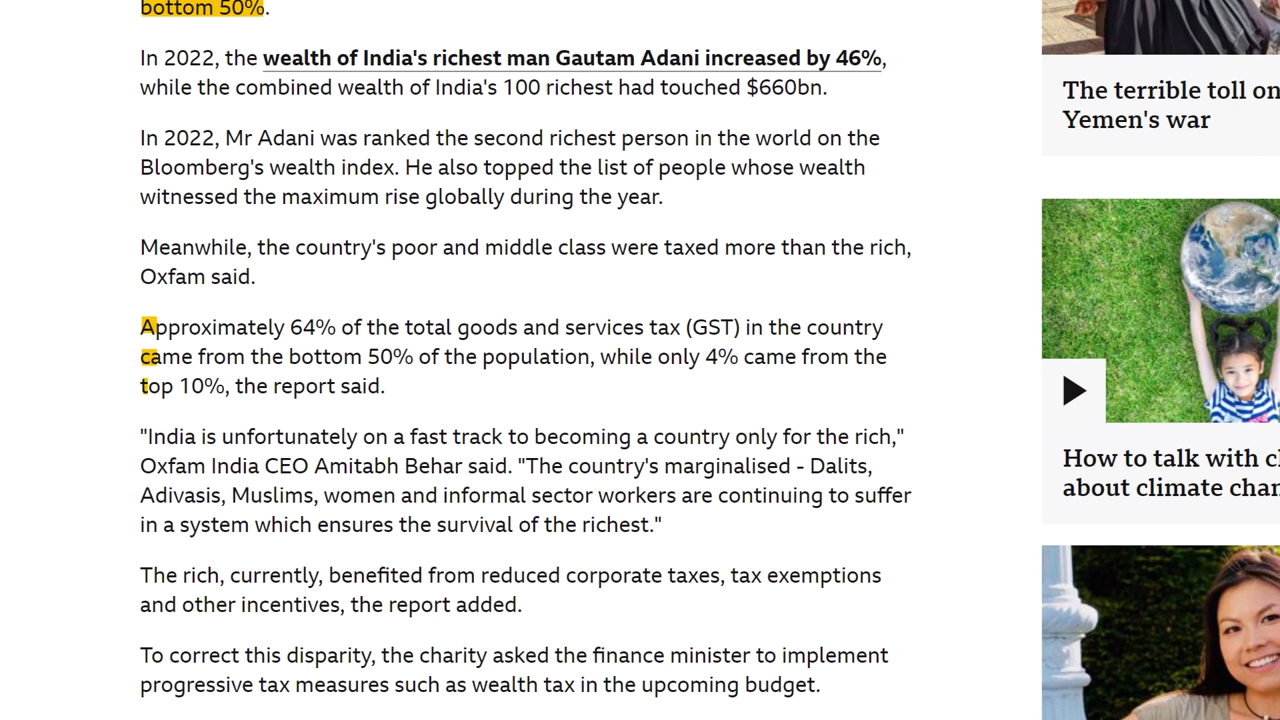 bottom 50%.
In 2022, the wealth of India's richest man Gautam Adani increased by 46%,
while the combined wealth of India's 100 richest had touched $660bn.
In 2022, Mr Adani was ranked the second richest person in the world on the
Bloomberg's wealth index. He also topped the list of people whose wealth
witnessed the maximum rise globally during the year.
Meanwhile, the country's poor and middle class were taxed more than the rich,
Oxfam said.
Approximately 64% of the total goods and services tax (GST) in the country
came from the bottom 50% of the population, while only 4% came from the
top 10%, the report said.
"India is unfortunately on a fast track to becoming a country only for the rich,"
Oxfam India CEO Amitabh Behar said. "The country's marginalised - Dalits,
Adivasis, Muslims, women and informal sector workers are continuing to suffer
in a system which ensures the survival of the richest."
The rich, currently, benefited from reduced corporate taxes, tax exemptions
and other incentives, the report added.
To correct this disparity, the charity asked the finance minister to implement
progressive tax measures such as wealth tax in the upcoming budget.
The terrible toll on
Yemen's war
How to talk with
about climate